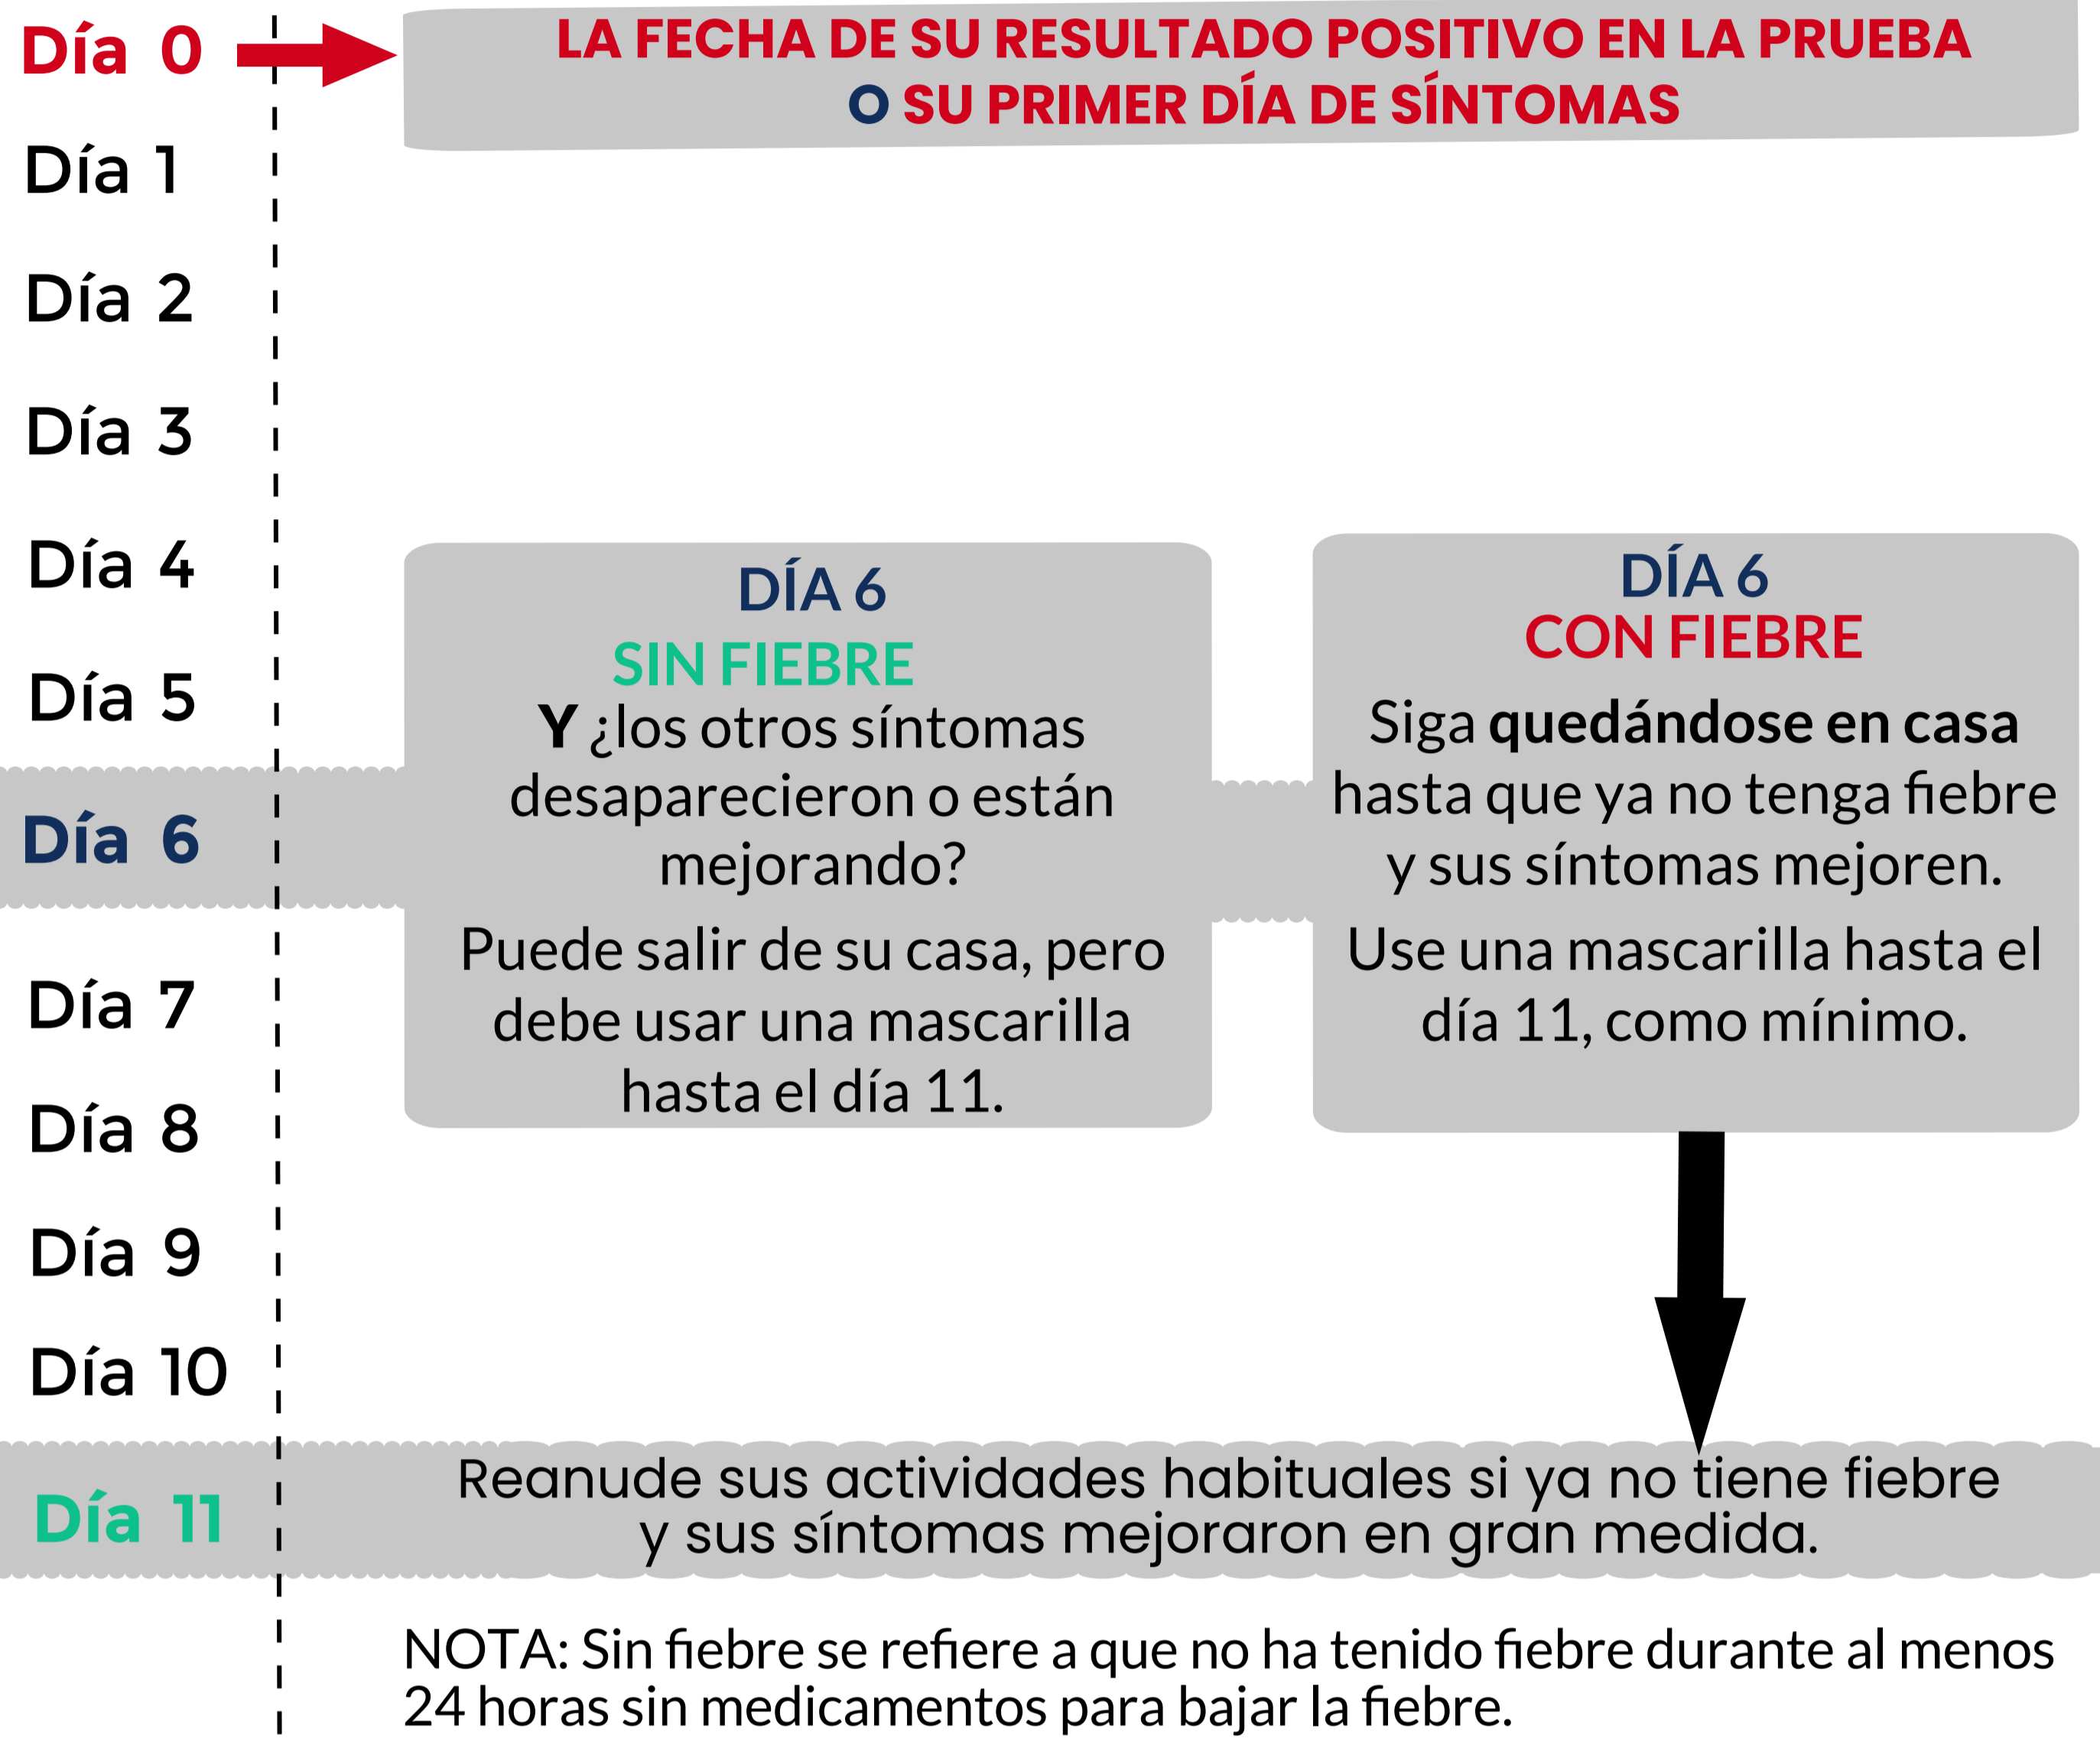 Día 0
LA FECHA DE SU RESULTADO POSITIVO EN LA PRUEBA
O SU PRIMER DÍA DE SÍNTOMAS
Día 1
Día 2
Día 3
Día 4
Día 5
Día 6
Día 7
Día 8
Día 9
Día 10
Día 11
DÍA 6
SIN FIEBRE
Y ¿los otros síntomas
desaparecieron o están
mejorando?
Puede salir de su casa, pero
debe usar una mascarilla
hasta el día 11.
DÍA 6
CON FIEBRE
Siga quedándose en casa
hasta que ya no tenga fiebre
y sus síntomas mejoren.
Use una mascarilla hasta el
día 11, como mínimo.
Reanude sus actividades habituales si ya no tiene fiebre
y sus síntomas mejoraron en gran medida.
NOTA: Sin fiebre se refiere a que no ha tenido fiebre durante al menos
24 horas sin medicamentos para bajar la fiebre.